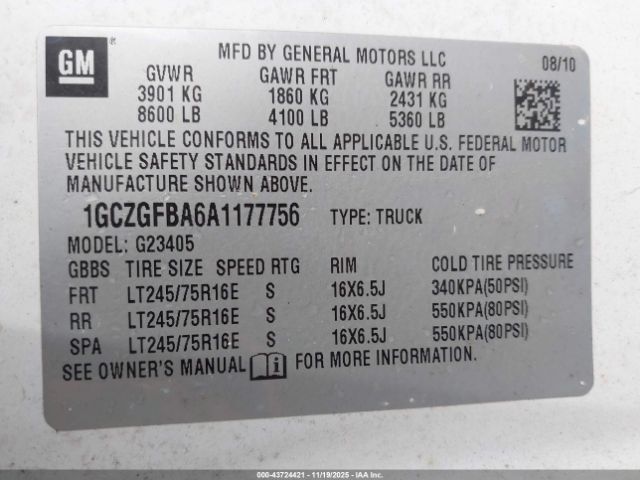 GM ®
MFD BY GENERAL MOTORS LLC 08/10
GVWR GAWR FRT GAWR RR
3901 KG 1860 KG 2431 KG
8600 LB 4100 LB 5360 LB
THIS VEHICLE CONFORMS TO ALL APPLICABLE U.S. FEDERAL MOTOR
VEHICLE SAFETY STANDARDS IN EFFECT ON THE DATE OF
MANUFACTURE SHOWN ABOVE.
1GCZGFBA6A1177756 TYPE: TRUCK
MODEL: G23405
GBBS TIRE SIZE SPEED RTG RIM COLD TIRE PRESSURE
FRT LT245/75R16E S 16X6.5J 340KPA(50PSI)
RR LT245/75R16E S 16X6.5J 550KPA(80PSI)
SPA LT245/75R16E S 16X6.5J 550KPA(80PSI)
SEE OWNER'S MANUAL i FOR MORE INFORMATION.
000-43724421 - 11/19/2025 - IAAI.CA